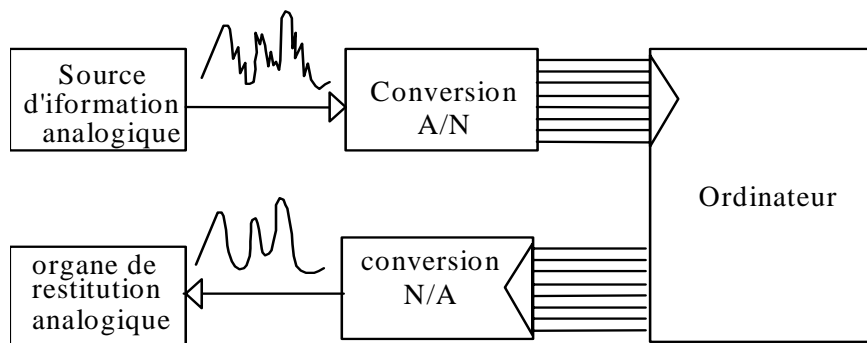 Source
d'iformation
analogique
Conversion
A/N
Ordinateur
organe de
restitution
analogique
conversion
N/A